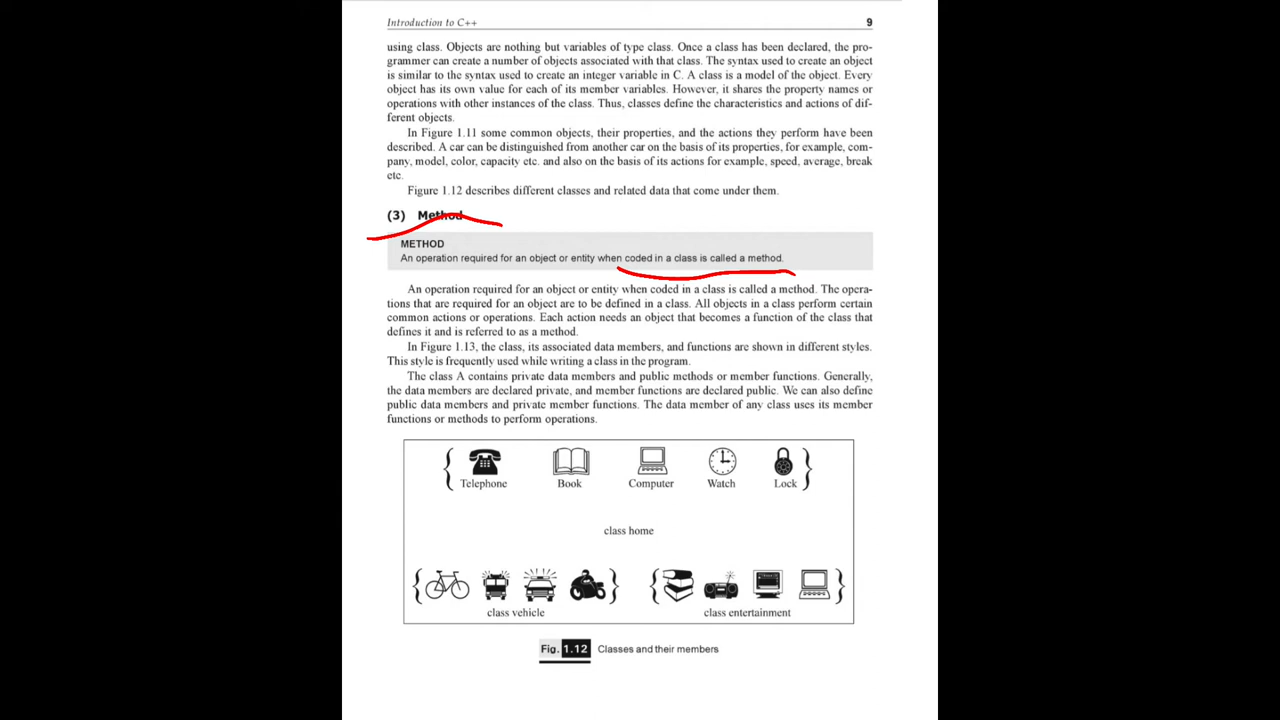 Introduction to C++ 9
using class. Objects are nothing but variables of type class. Once a class has been declared, the pro-
grammer can create a number of objects associated with that class. The syntax used to create an object
is similar to the syntax used to create an integer variable in C. A class is a model of the object. Every
object has its own value for each of its member variables. However, it shares the property names or
operations with other instances of the class. Thus, classes define the characteristics and actions of dif-
ferent objects.
In Figure 1.11 some common objects, their properties, and the actions they perform have been
described. A car can be distinguished from another car on the basis of its properties, for example, com-
pany, model, color, capacity etc. and also on the basis of its actions for example, speed, average, break
etc.
Figure 1.12 describes different classes and related data that come under them.
(3) Method
METHOD
An operation required for an object or entity when coded in a class is called a method.
An operation required for an object or entity when coded in a class is called a method. The opera-
tions that are required for an object are to be defined in a class. All objects in a class perform certain
common actions or operations. Each action needs an object that becomes a function of the class that
defines it and is referred to as a method.
In Figure 1.13, the class, its associated data members, and functions are shown in different styles.
This style is frequently used while writing a class in the program.
The class A contains private data members and public methods or member functions. Generally,
the data members are declared private, and member functions are declared public. We can also define
public data members and private member functions. The data member of any class uses its member
functions or methods to perform operations.
Telephone Book Computer Watch Lock
class home
class vehicle class entertainment
Fig. 1.12 Classes and their members